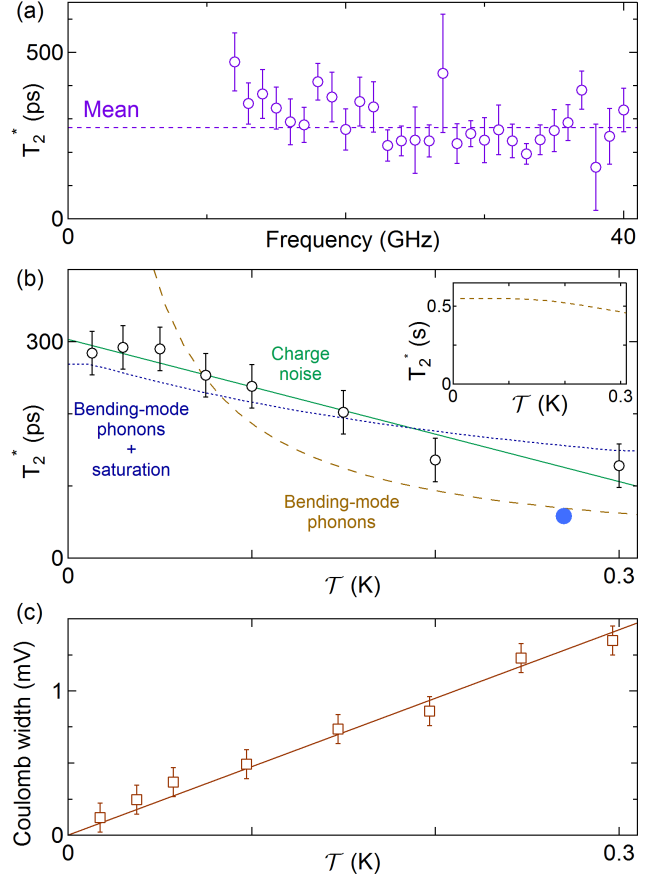 (a)
500
Mean
T₂* (ps)
0
0
Frequency (GHz)
40
(b)
300
Charge
noise
Bending-mode
phonons
+
saturation
Bending-mode
phonons
T₂* (ps)
0
0
𝒯 (K)
0.3
0.5
T₂* (s)
0
0
𝒯 (K)
0.3
(c)
1
Coulomb width (mV)
0
0
𝒯 (K)
0.3